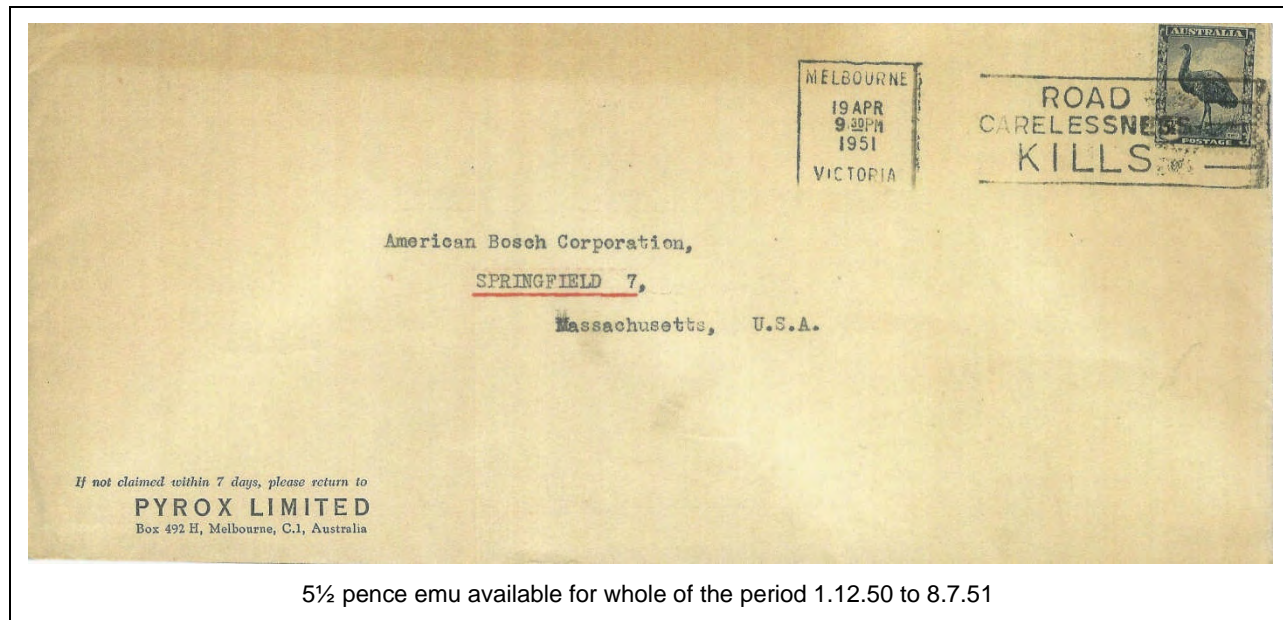 AUSTRALIA
POSTAGE
MELBOURNE
19 APR
9 30 PM
1951
VICTORIA
ROAD
CARELESSNESS
KILLS
American Bosch Corporation,
SPRINGFIELD 7,
Massachusetts, U.S.A.
If not claimed within 7 days, please return to
PYROX LIMITED
Box 492 H, Melbourne, C.1, Australia
5½ pence emu available for whole of the period 1.12.50 to 8.7.51